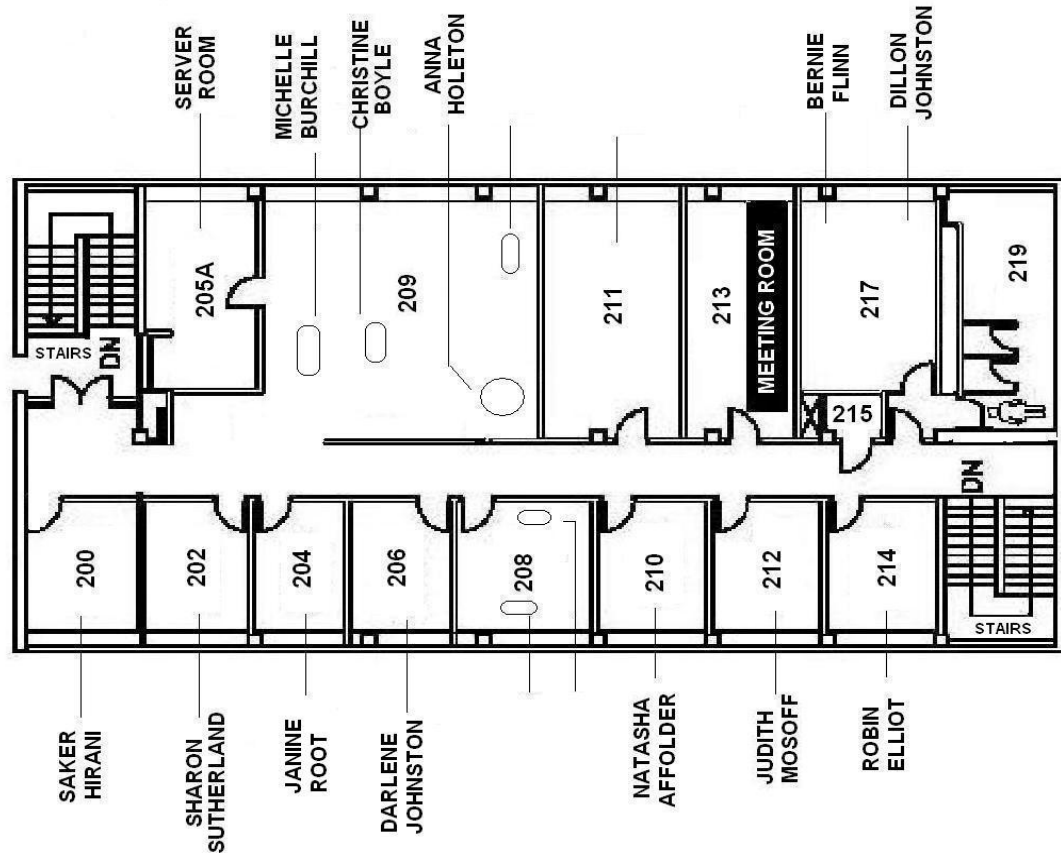 SERVER
ROOM
MICHELLE
BURCHILL
CHRISTINE
BOYLE
ANNA
HOLETON
BERNIE
FLINN
DILLON
JOHNSTON
STAIRS
DN
205A
209
211
213
MEETING ROOM
215
217
219
DN
200
202
204
206
208
210
212
214
STAIRS
SAKER
HIRANI
SHARON
SUTHERLAND
JANINE
ROOT
DARLENE
JOHNSTON
NATASHA
AFFOLDER
JUDITH
MOSOFF
ROBIN
ELLIOT